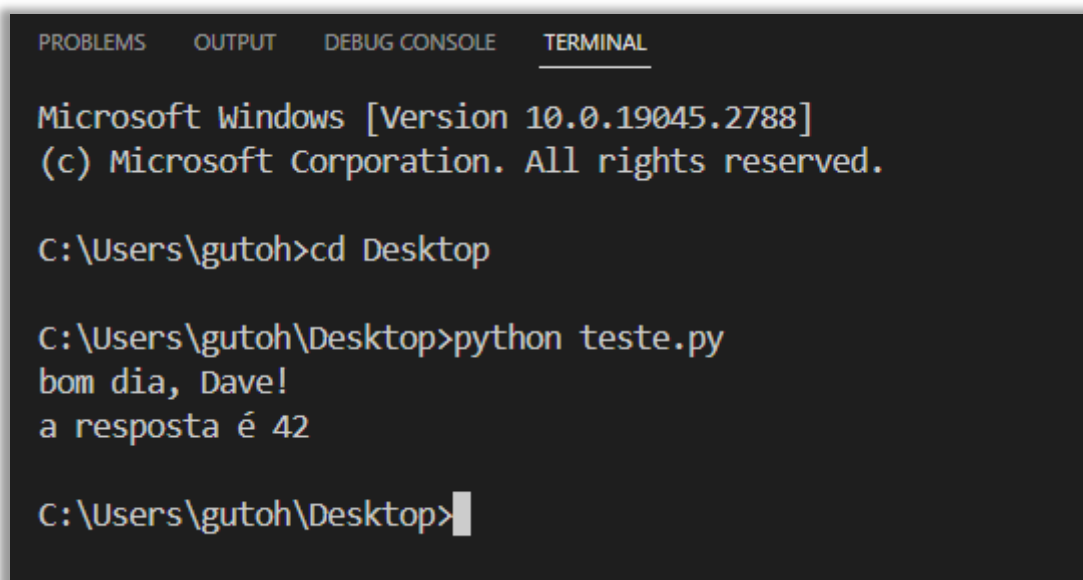 PROBLEMS OUTPUT DEBUG CONSOLE TERMINAL
Microsoft Windows [Version 10.0.19045.2788]
(c) Microsoft Corporation. All rights reserved.
C:\Users\gutoh>cd Desktop
C:\Users\gutoh\Desktop>python teste.py
bom dia, Dave!
a resposta é 42
C:\Users\gutoh\Desktop>